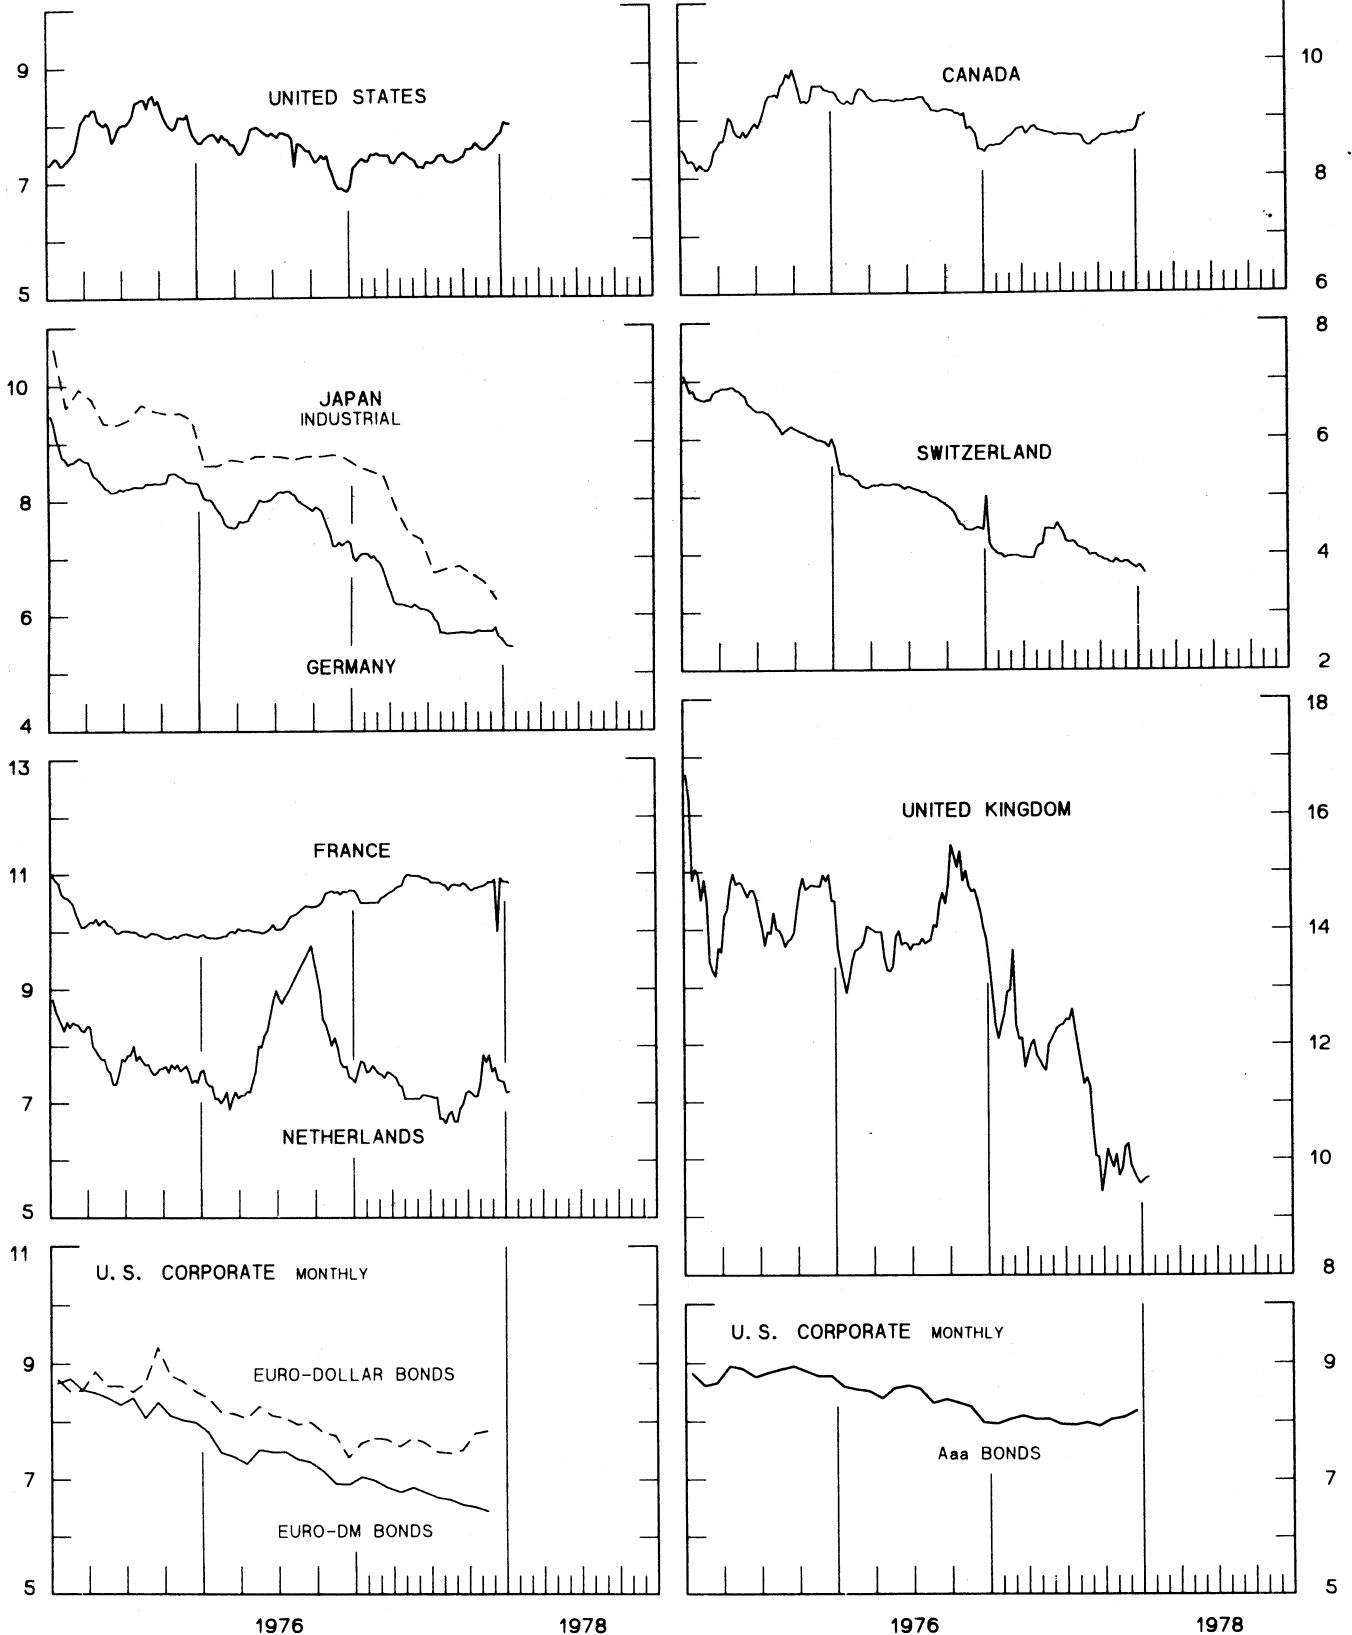 9
7
5
UNITED STATES
CANADA
10
8
6
10
8
6
4
JAPAN
INDUSTRIAL
GERMANY
SWITZERLAND
8
6
4
2
13
11
9
7
5
FRANCE
NETHERLANDS
UNITED KINGDOM
18
16
14
12
10
8
11
9
7
5
U.S. CORPORATE MONTHLY
EURO-DOLLAR BONDS
EURO-DM BONDS
U.S. CORPORATE MONTHLY
Aaa BONDS
9
7
5
1976 1978
1976 1978